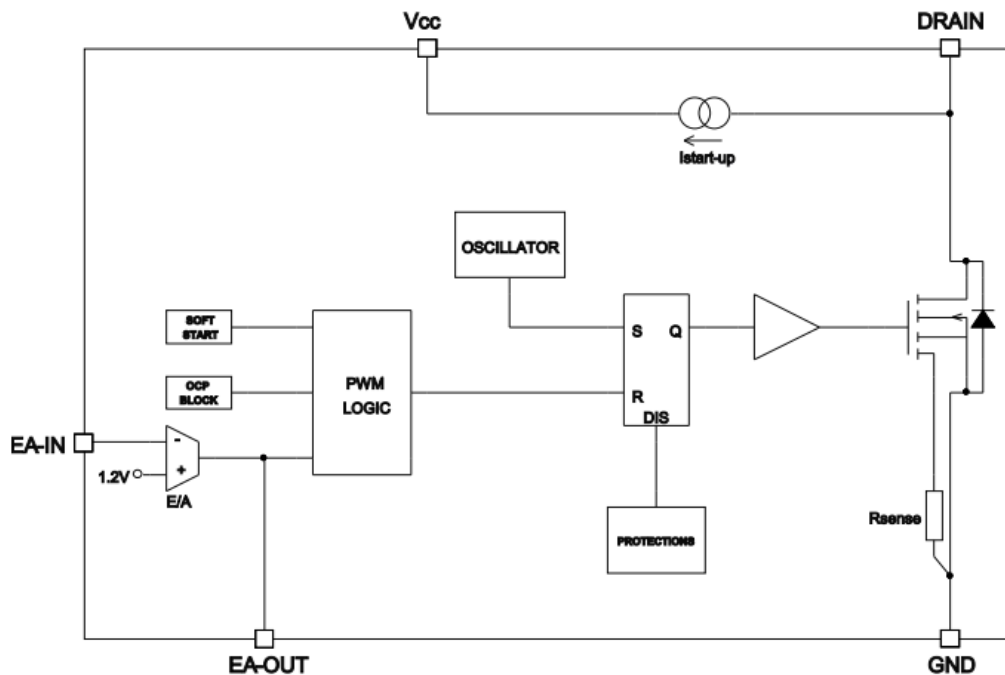 Vcc
DRAIN
Istart-up
OSCILLATOR
SOFT
START
S
Q
PWM
LOGIC
OCP
BLOCK
R
DIS
EA-IN
-
+
1.2V
E/A
Rsense
PROTECTIONS
EA-OUT
GND